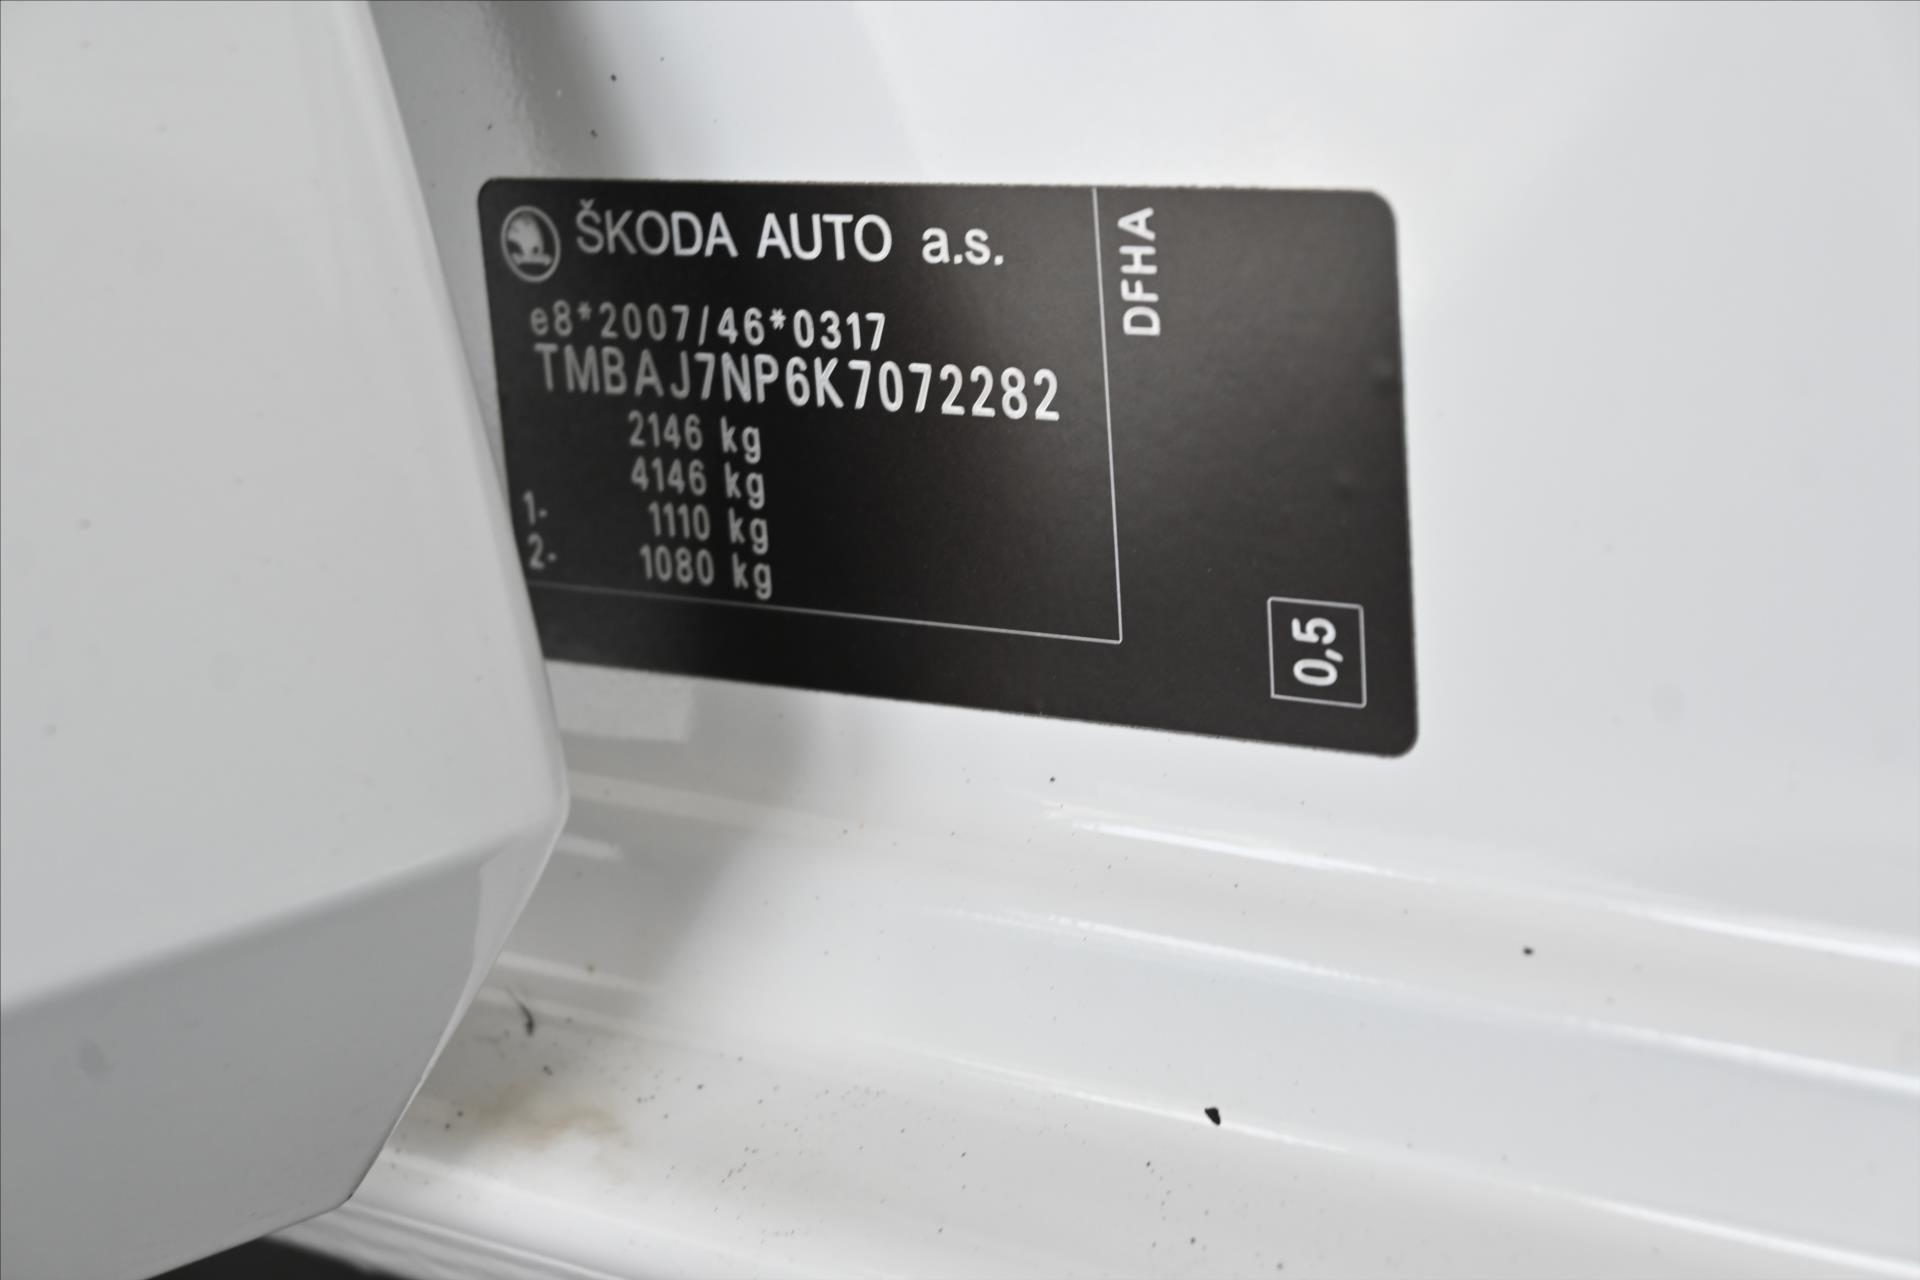 ŠKODA AUTO a.s.
e8*2007/46*0317
TMBAJ7NP6K7072282
2146 kg
4146 kg
1- 1110 kg
2- 1080 kg
DFHA
0,5